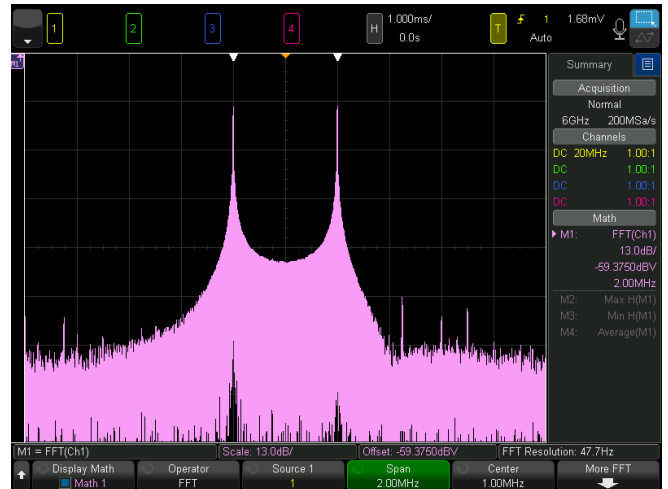 1 2 3 4 H 1.000ms/ 0.0s T 1 1.68mV Auto
Summary
Acquisition
Normal
6GHz 200MSa/s
Channels
DC 20MHz 1.00:1
DC 1.00:1
DC 1.00:1
DC 1.00:1
Math
M1: FFT(Ch1)
13.0dB/
-59.3750dBV
2.00MHz
M2: Max H(M1)
M3: Min H(M1)
M4: Average(M1)
M1 = FFT(Ch1) Scale: 13.0dB/ Offset: -59.3750dBV FFT Resolution: 47.7Hz
Display Math Operator Source 1 Span Center More FFT
Math 1 FFT 1 2.00MHz 1.00MHz